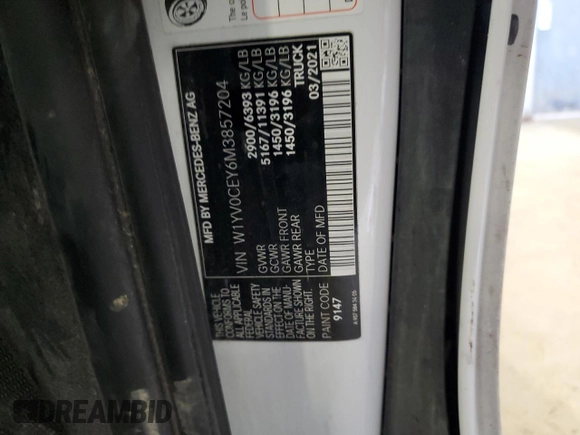 The o
Le po
MFD BY MERCEDES-BENZ AG
VIN W1YV0CEY6M3857204
GVWR 2900/6393 KG/LB
GCWR 5167/11391 KG/LB
GAWR FRONT 1450/3196 KG/LB
GAWR REAR 1450/3196 KG/LB
TYPE TRUCK
DATE OF MFD 03/2021
THIS VEHICLE
CONFORMS TO
ALL APPLICABLE
FEDERAL
VEHICLE SAFETY
STANDARDS IN
EFFECT ON THE
DATE OF MANU-
FACTURE SHOWN
ON THE RIGHT.
PAINT CODE
9147
DREAMBID